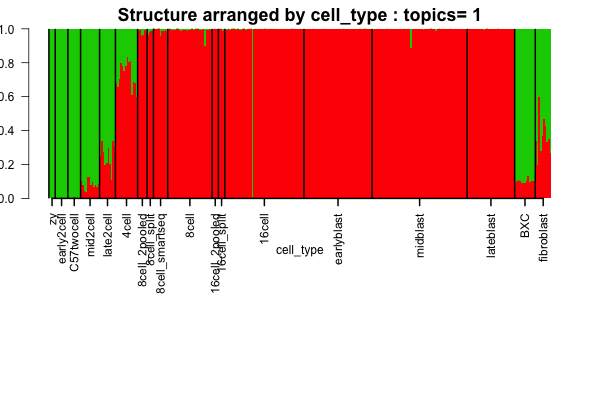 Structure arranged by cell_type : topics= 1
1.0
0.8
0.6
0.4
0.2
0.0
zy
early2cell
C57twocell
mid2cell
late2cell
4cell
8cell_2pooled
8cell_split
8cell_smartseq
8cell
16cell_2pooled
16cell_split
16cell
earlyblast
midblast
lateblast
BXC
fibroblast
cell_type